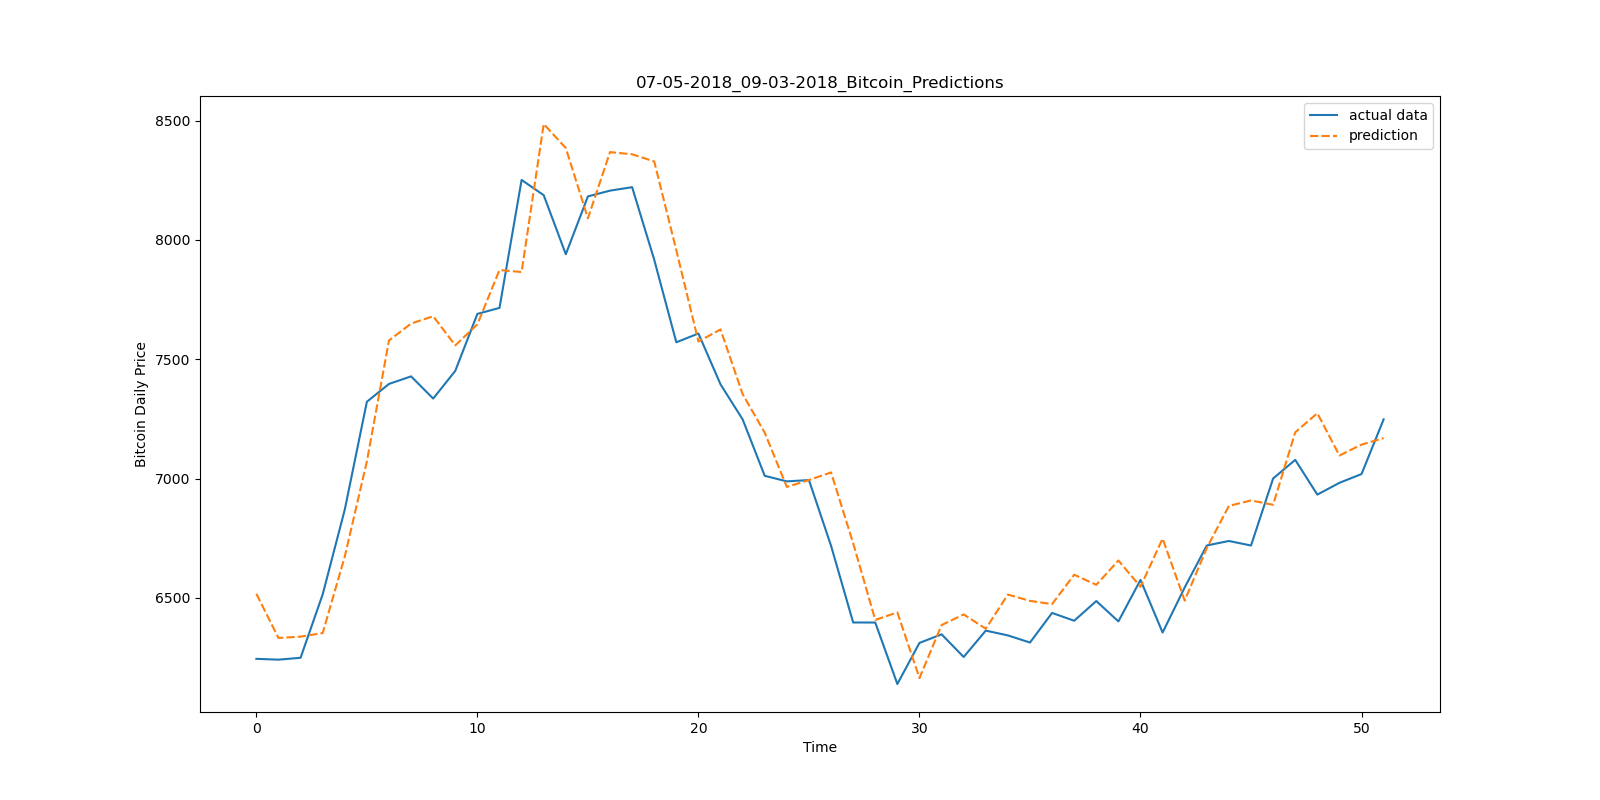 07-05-2018_09-03-2018_Bitcoin_Predictions
actual data
prediction
Bitcoin Daily Price
8500
8000
7500
7000
6500
0 10 20 30 40 50
Time